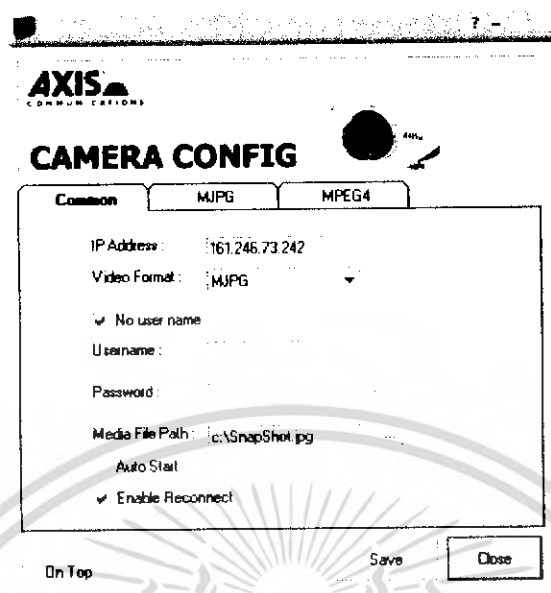 ? -
AXIS
COMMUNICATIONS
CAMERA CONFIG
Common MJPG MPEG4
IP Address : 161.246.73.242
Video Format : MJPG
No user name
Username :
Password :
Media File Path : c:\SnapShot.jpg ...
Auto Start
Enable Reconnect
On Top Save Close